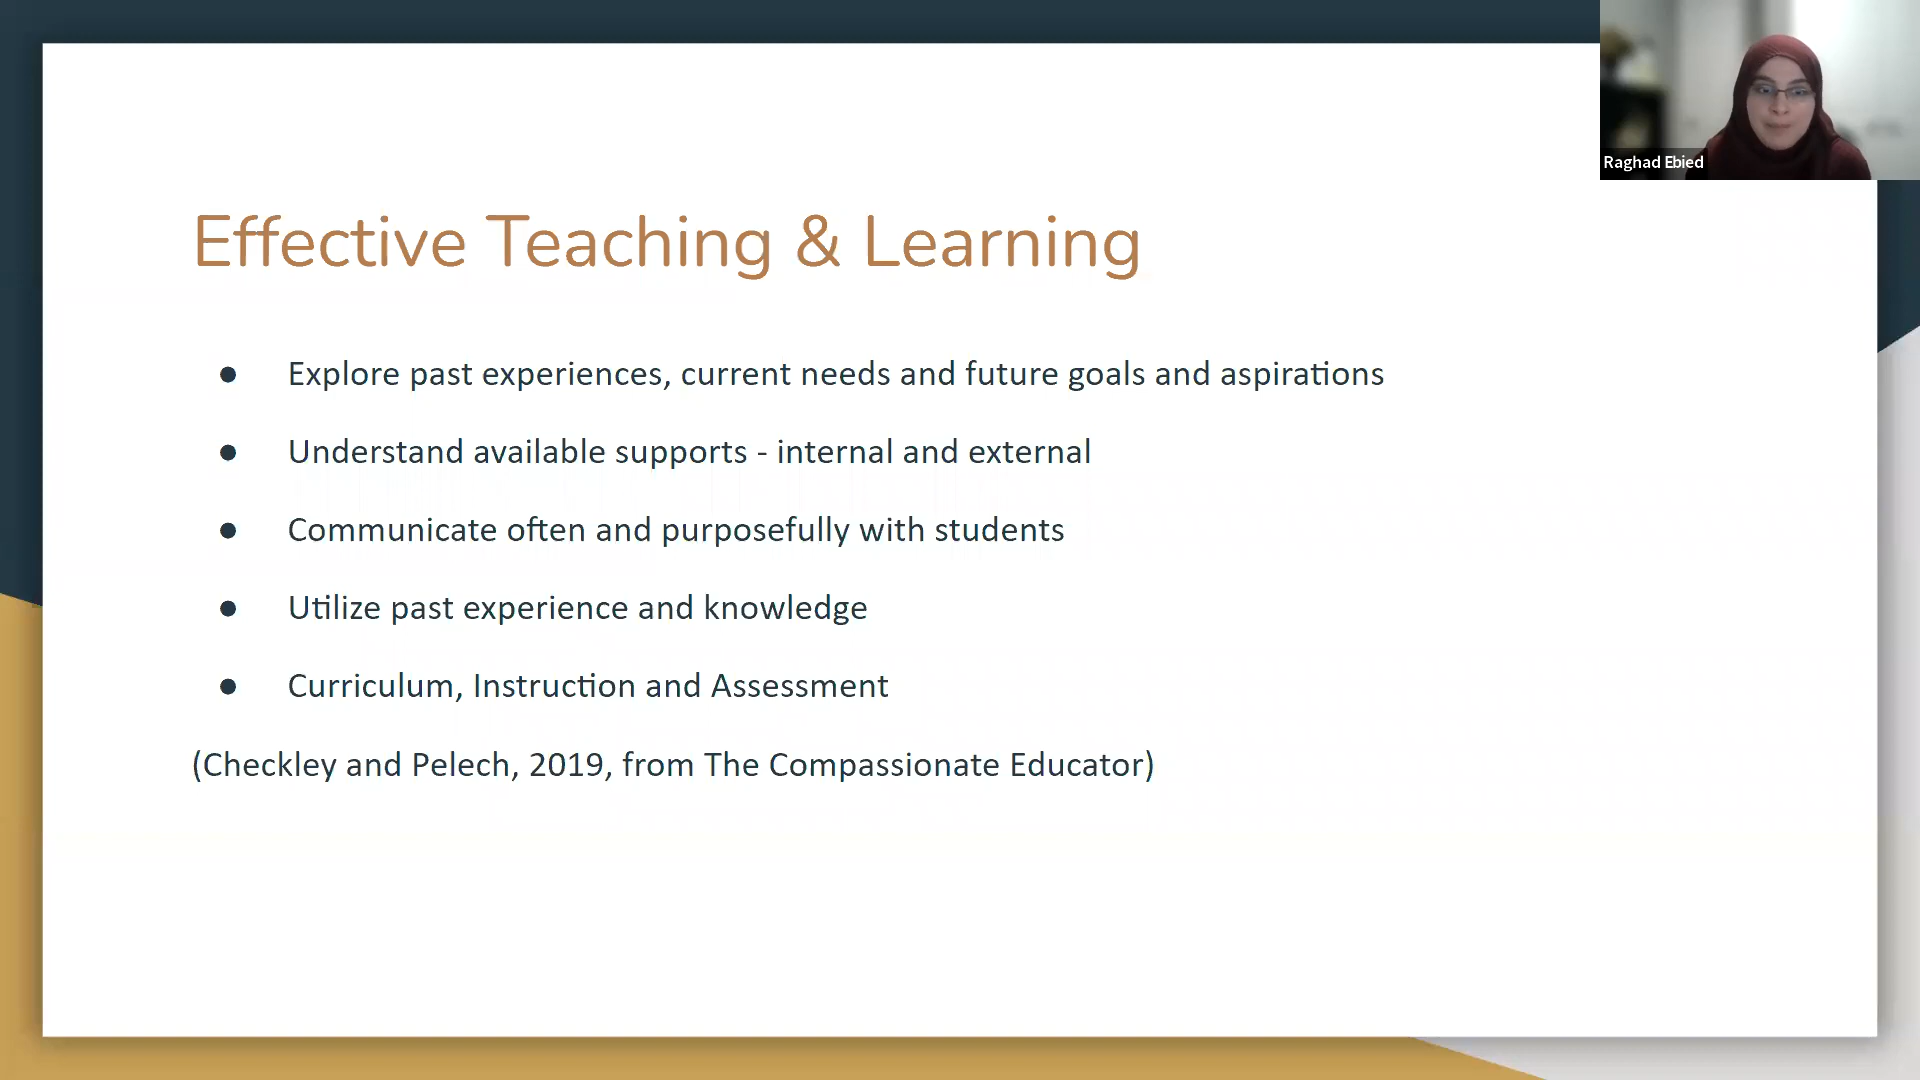 Raghad Ebied
Effective Teaching & Learning
● Explore past experiences, current needs and future goals and aspirations
● Understand available supports - internal and external
● Communicate often and purposefully with students
● Utilize past experience and knowledge
● Curriculum, Instruction and Assessment
(Checkley and Pelech, 2019, from The Compassionate Educator)